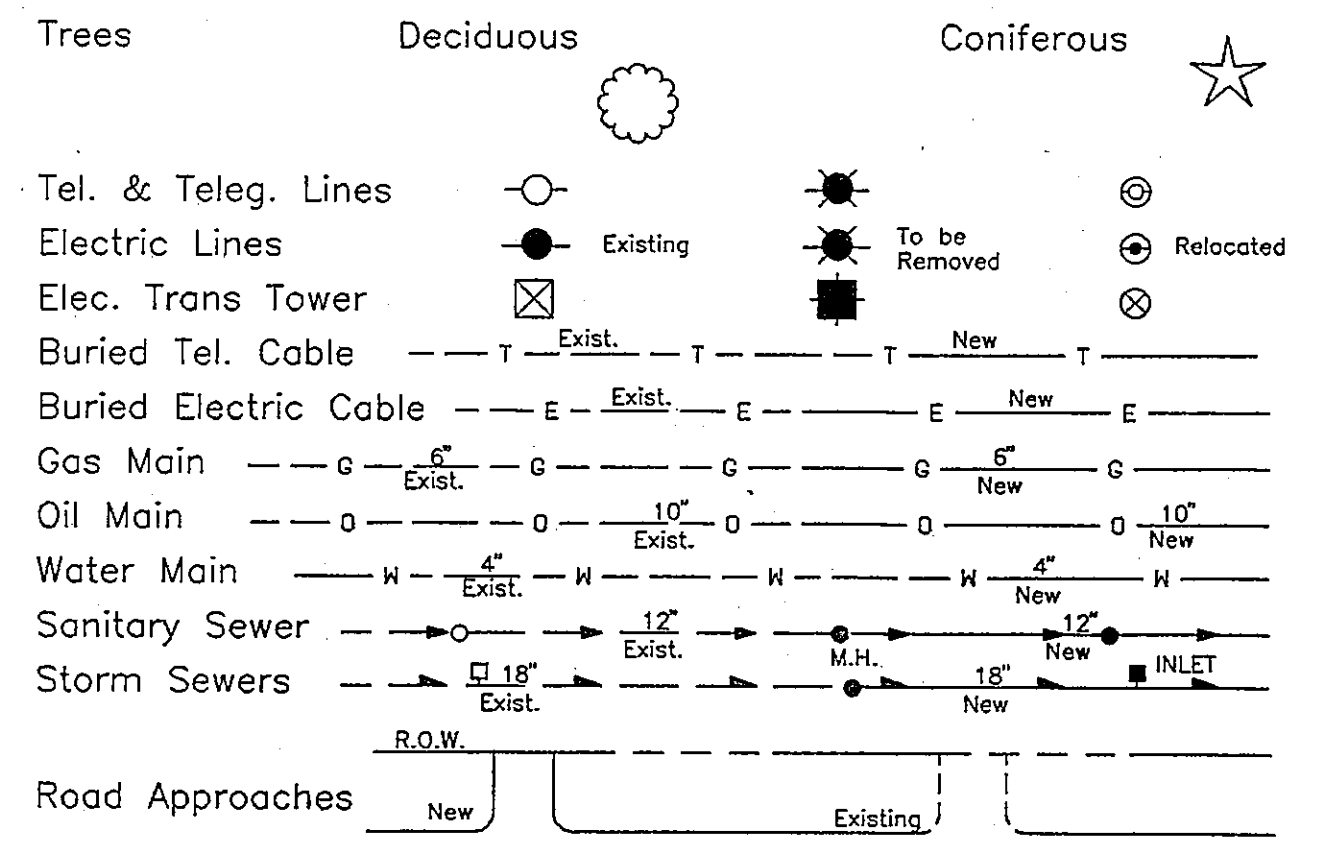 Trees Deciduous Coniferous
Tel. & Teleg. Lines
Electric Lines Existing To be Removed Relocated
Elec. Trans Tower
Buried Tel. Cable T Exist. T T New T
Buried Electric Cable E Exist. E E New E
Gas Main G 6" Exist. G G G 6" New G
Oil Main O O 10" Exist. O O O 10" New
Water Main W 4" Exist. W W W 4" New W
Sanitary Sewer 12" Exist. M.H. 12" New
Storm Sewers 18" Exist. 18" New INLET
R.O.W.
Road Approaches New Existing